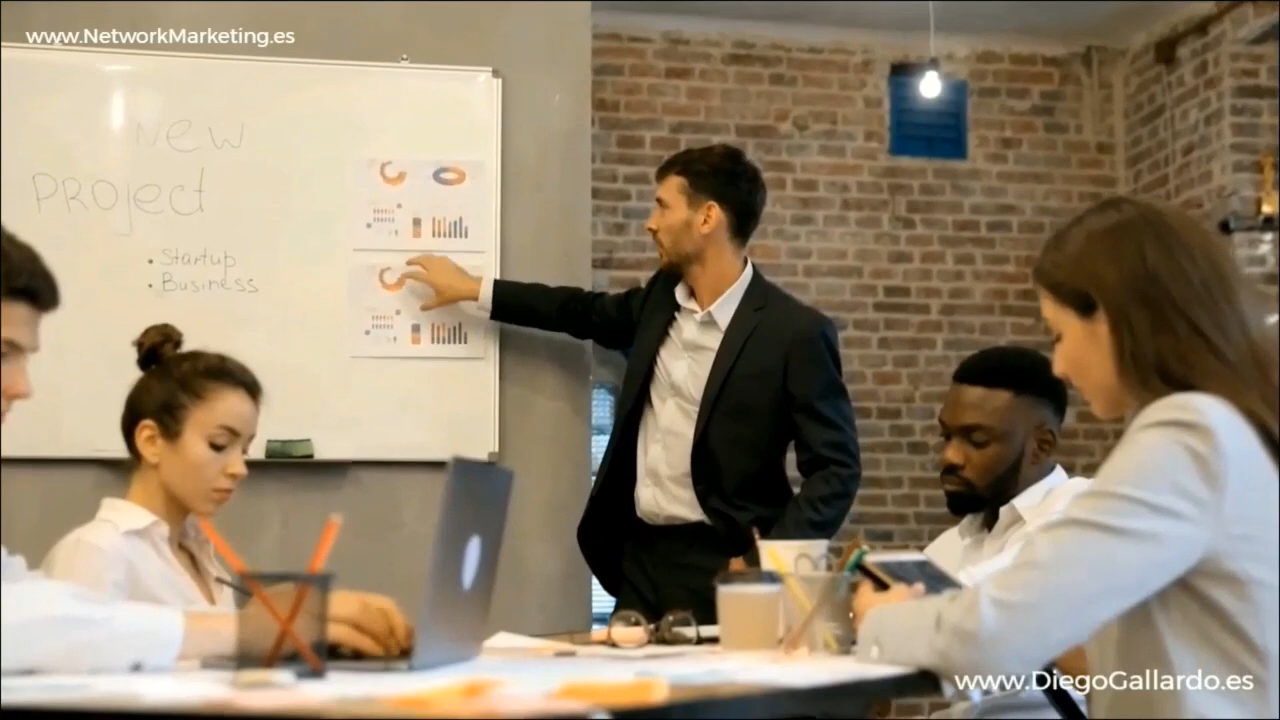 www.NetworkMarketing.es
New
Project
• Startup
• Business
www.DiegoGallardo.es